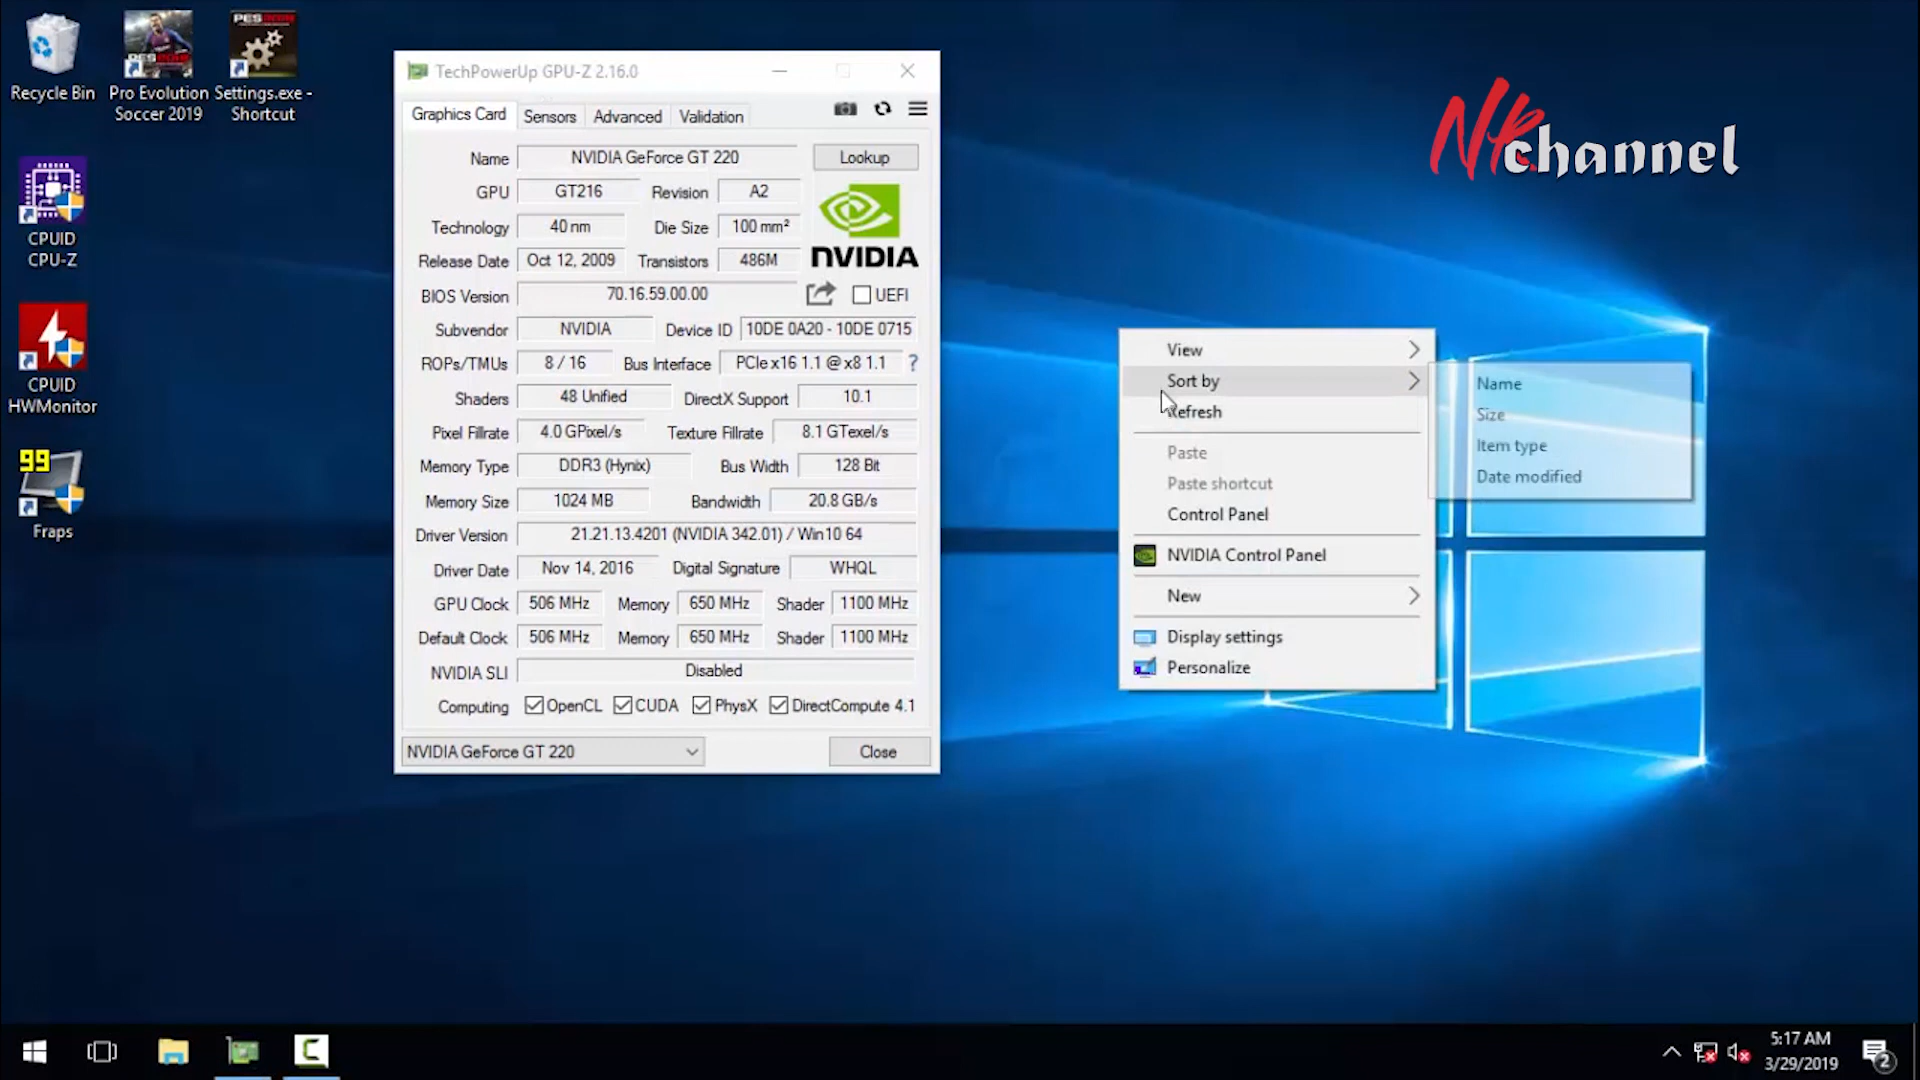 Recycle Bin
PES2019
Pro Evolution
Soccer 2019
PES2019
Settings.exe -
Shortcut
CPUID
CPU-Z
CPUID
HWMonitor
99
Fraps
TechPowerUp GPU-Z 2.16.0
Graphics Card Sensors Advanced Validation
Name NVIDIA GeForce GT 220 Lookup
GPU GT216 Revision A2
Technology 40 nm Die Size 100 mm²
Release Date Oct 12, 2009 Transistors 486M
NVIDIA
BIOS Version 70.16.59.00.00 UEFI
Subvendor NVIDIA Device ID 10DE 0A20 - 10DE 0715
ROPs/TMUs 8 / 16 Bus Interface PCIe x16 1.1 @ x8 1.1 ?
Shaders 48 Unified DirectX Support 10.1
Pixel Fillrate 4.0 GPixel/s Texture Fillrate 8.1 GTexel/s
Memory Type DDR3 (Hynix) Bus Width 128 Bit
Memory Size 1024 MB Bandwidth 20.8 GB/s
Driver Version 21.21.13.4201 (NVIDIA 342.01) / Win10 64
Driver Date Nov 14, 2016 Digital Signature WHQL
GPU Clock 506 MHz Memory 650 MHz Shader 1100 MHz
Default Clock 506 MHz Memory 650 MHz Shader 1100 MHz
NVIDIA SLI Disabled
Computing OpenCL CUDA PhysX DirectCompute 4.1
NVIDIA GeForce GT 220 Close
channel
View
Sort by
Refresh
Paste
Paste shortcut
Control Panel
NVIDIA Control Panel
New
Display settings
Personalize
Name
Size
Item type
Date modified
5:17 AM
3/29/2019
2